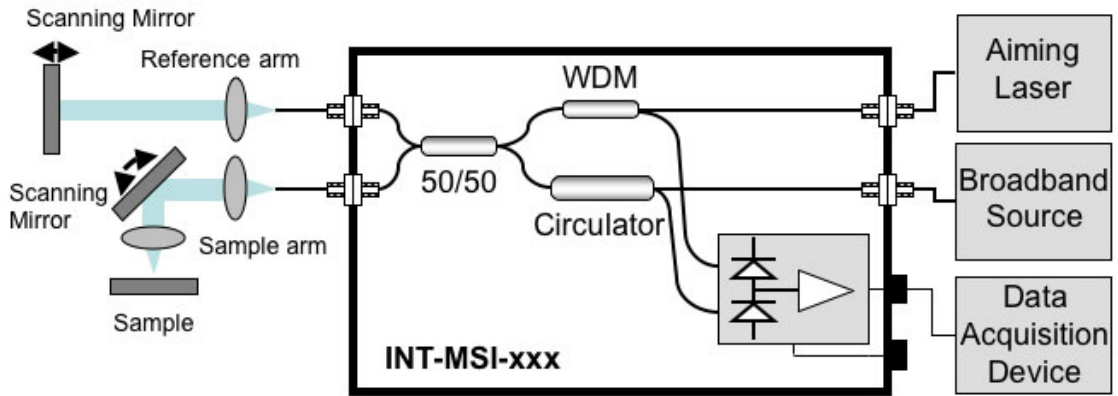 Scanning Mirror
Reference arm
Scanning
Mirror
Sample arm
Sample
WDM
50/50
Circulator
INT-MSI-xxx
Aiming
Laser
Broadband
Source
Data
Acquisition
Device